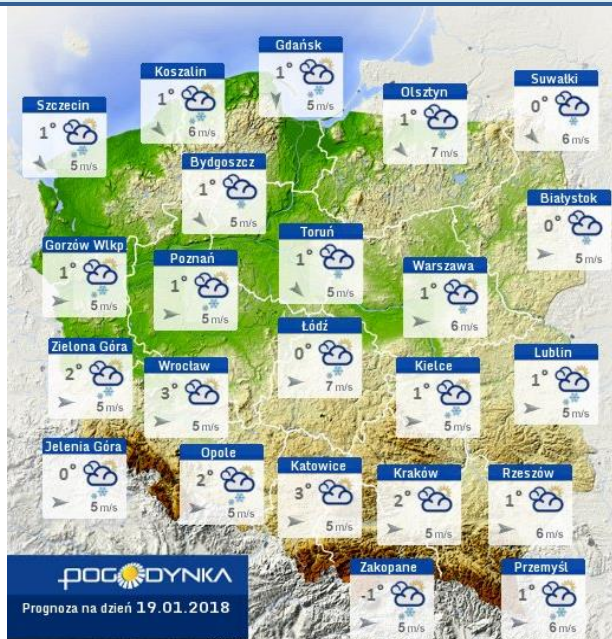 Gdańsk
1°
5 m/s
Koszalin
1°
6 m/s
Suwałki
0°
6 m/s
Olsztyn
1°
7 m/s
Szczecin
1°
5 m/s
Bydgoszcz
1°
5 m/s
Białystok
0°
5 m/s
Toruń
1°
5 m/s
Gorzów Wlkp
1°
5 m/s
Poznań
1°
5 m/s
Warszawa
1°
6 m/s
Łódź
0°
7 m/s
Zielona Góra
2°
5 m/s
Wrocław
3°
5 m/s
Kielce
1°
5 m/s
Lublin
1°
5 m/s
Jelenia Góra
0°
5 m/s
Opole
2°
5 m/s
Katowice
3°
5 m/s
Kraków
2°
5 m/s
Rzeszów
1°
6 m/s
Zakopane
-1°
5 m/s
Przemyśl
1°
6 m/s
POGODYNKA
Prognoza na dzień 19.01.2018